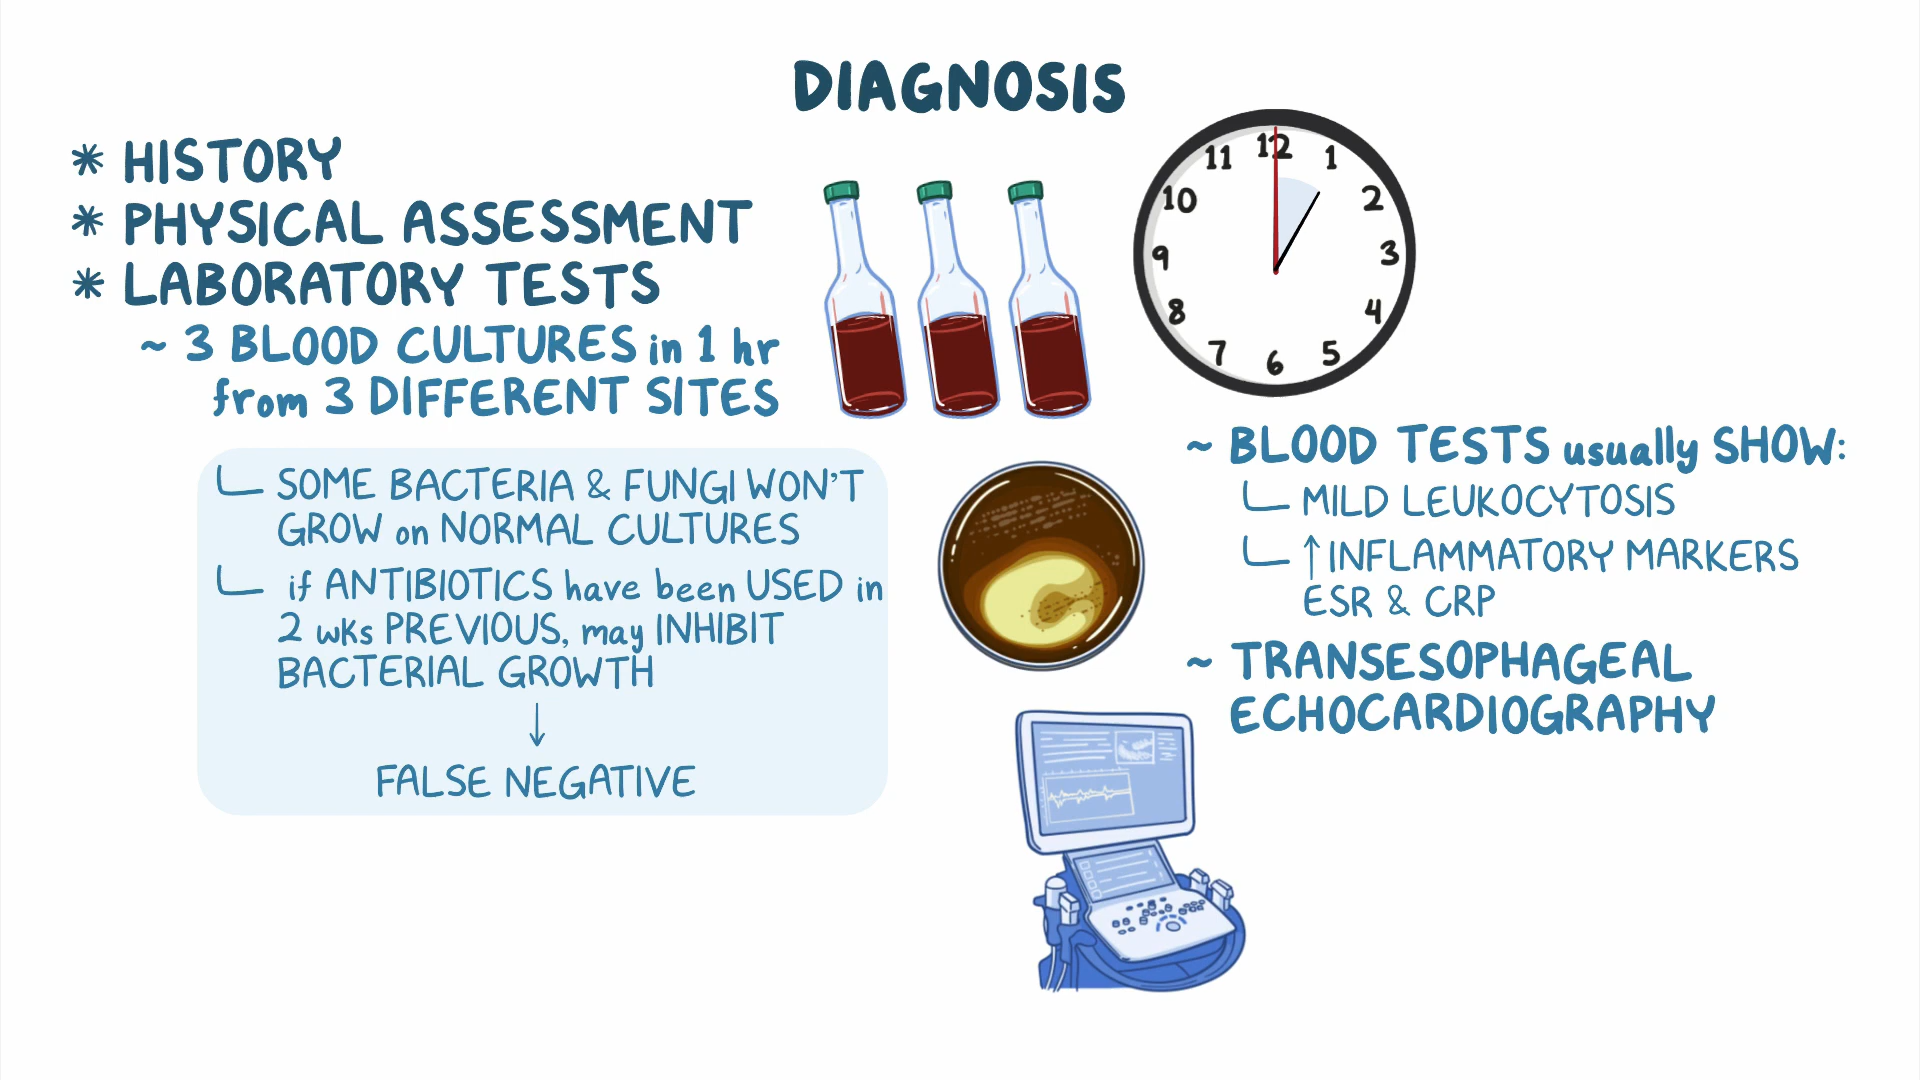 DIAGNOSIS
* HISTORY
* PHYSICAL ASSESSMENT
* LABORATORY TESTS
~ 3 BLOOD CULTURES in 1 hr
from 3 DIFFERENT SITES
SOME BACTERIA & FUNGI WON'T
GROW on NORMAL CULTURES
if ANTIBIOTICS have been USED in
2 wks PREVIOUS, may INHIBIT
BACTERIAL GROWTH
↓
FALSE NEGATIVE
12
1
2
3
4
5
6
7
8
9
10
11
~ BLOOD TESTS usually SHOW:
MILD LEUKOCYTOSIS
↑ INFLAMMATORY MARKERS
ESR & CRP
~ TRANSESOPHAGEAL
ECHOCARDIOGRAPHY